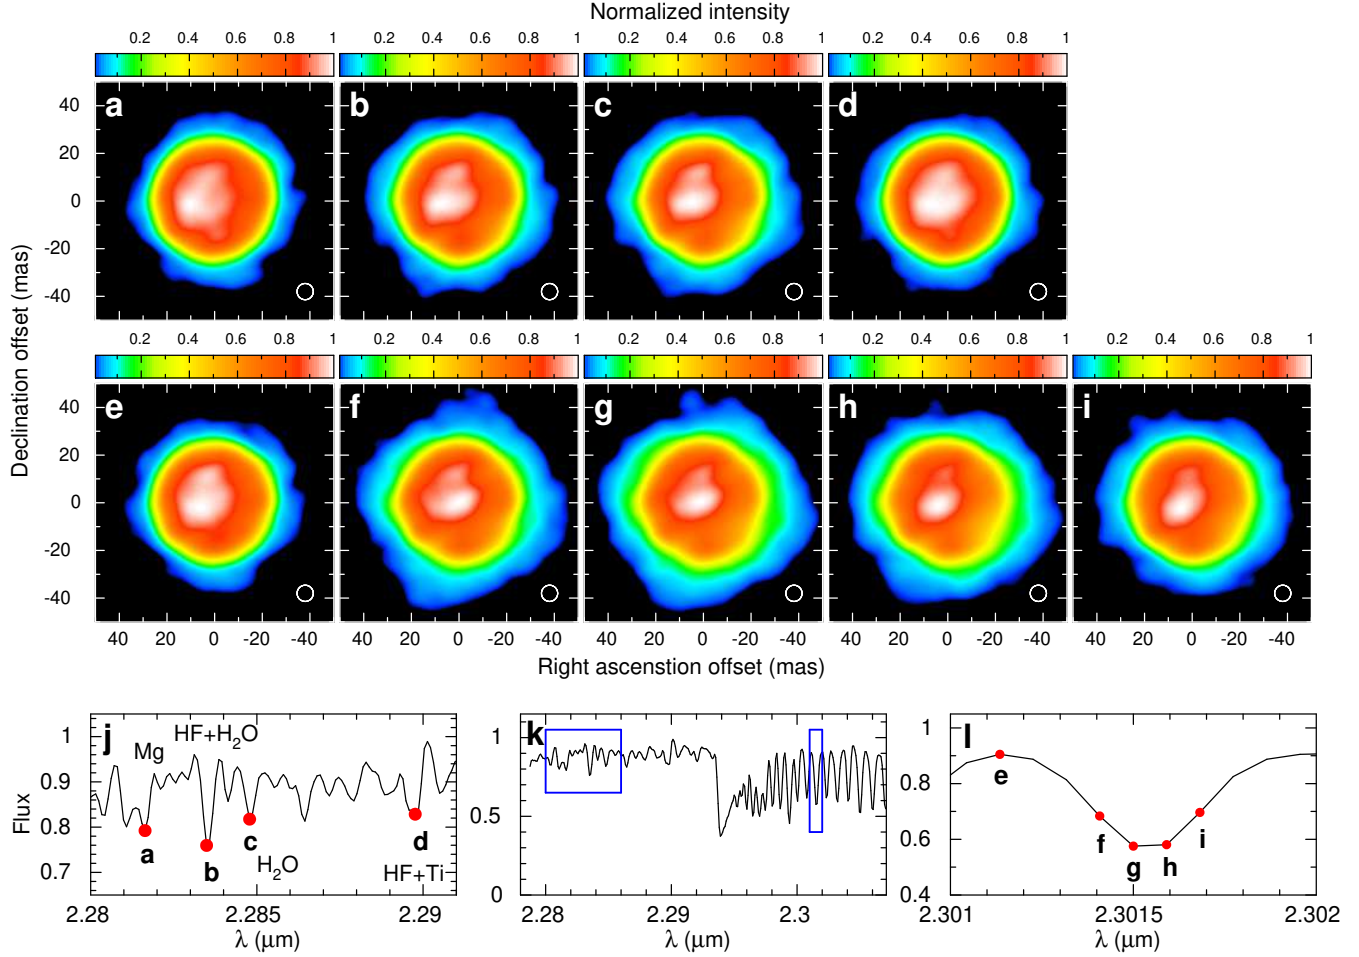 Normalized intensity
0.2 0.4 0.6 0.8 1 0.2 0.4 0.6 0.8 1 0.2 0.4 0.6 0.8 1 0.2 0.4 0.6 0.8 1
a b c d
40
20
0
-20
-40
Declination offset (mas)
0.2 0.4 0.6 0.8 1 0.2 0.4 0.6 0.8 1 0.2 0.4 0.6 0.8 1 0.2 0.4 0.6 0.8 1 0.2 0.4 0.6 0.8 1
e f g h i
40
20
0
-20
-40
40 20 0 -20 -40 40 20 0 -20 -40 40 20 0 -20 -40 40 20 0 -20 -40 40 20 0 -20 -40
Right ascenstion offset (mas)
j
Flux
1
0.9
0.8
0.7
Mg
HF+H₂O
a
b
c
H₂O
d
HF+Ti
2.28 2.285 2.29
λ (μm)
k
1
0.5
0
2.28 2.29 2.3
λ (μm)
l
1
0.8
0.6
0.4
e
f
g
h
i
2.301 2.3015 2.302
λ (μm)